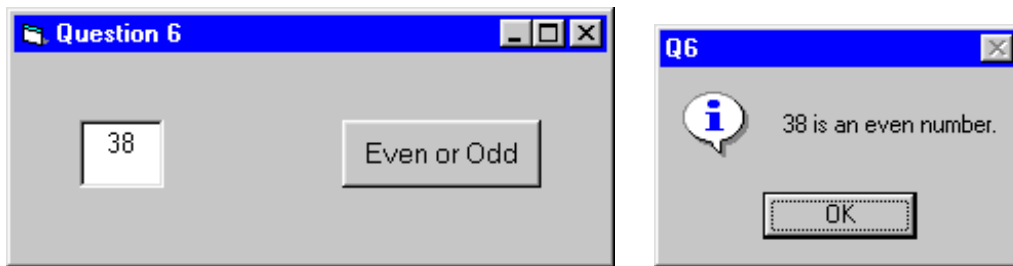 Question 6
38
Even or Odd
Q6
38 is an even number.
OK